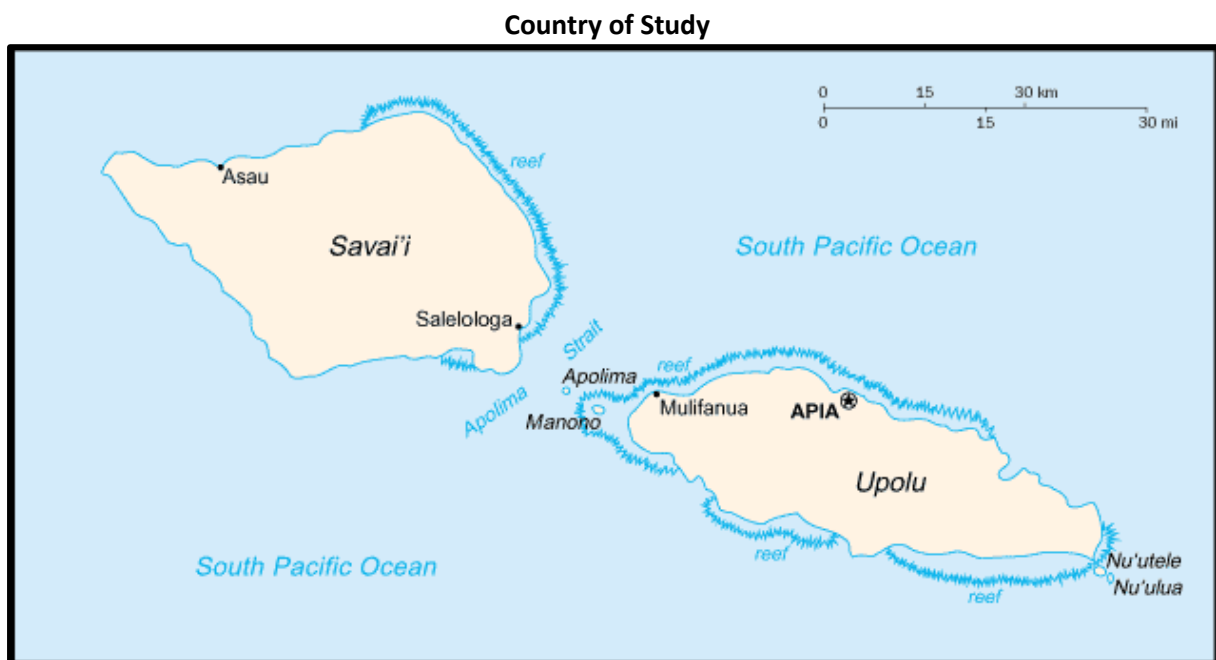 Country of Study
0 15 30 km
0 15 30 mi
reef
Asau
Savai'i
South Pacific Ocean
Salelologa
Strait
reef
Apolima
Apolima
Mulifanua
APIA
Manono
Upolu
reef
South Pacific Ocean
Nu'utele
Nu'ulua
reef